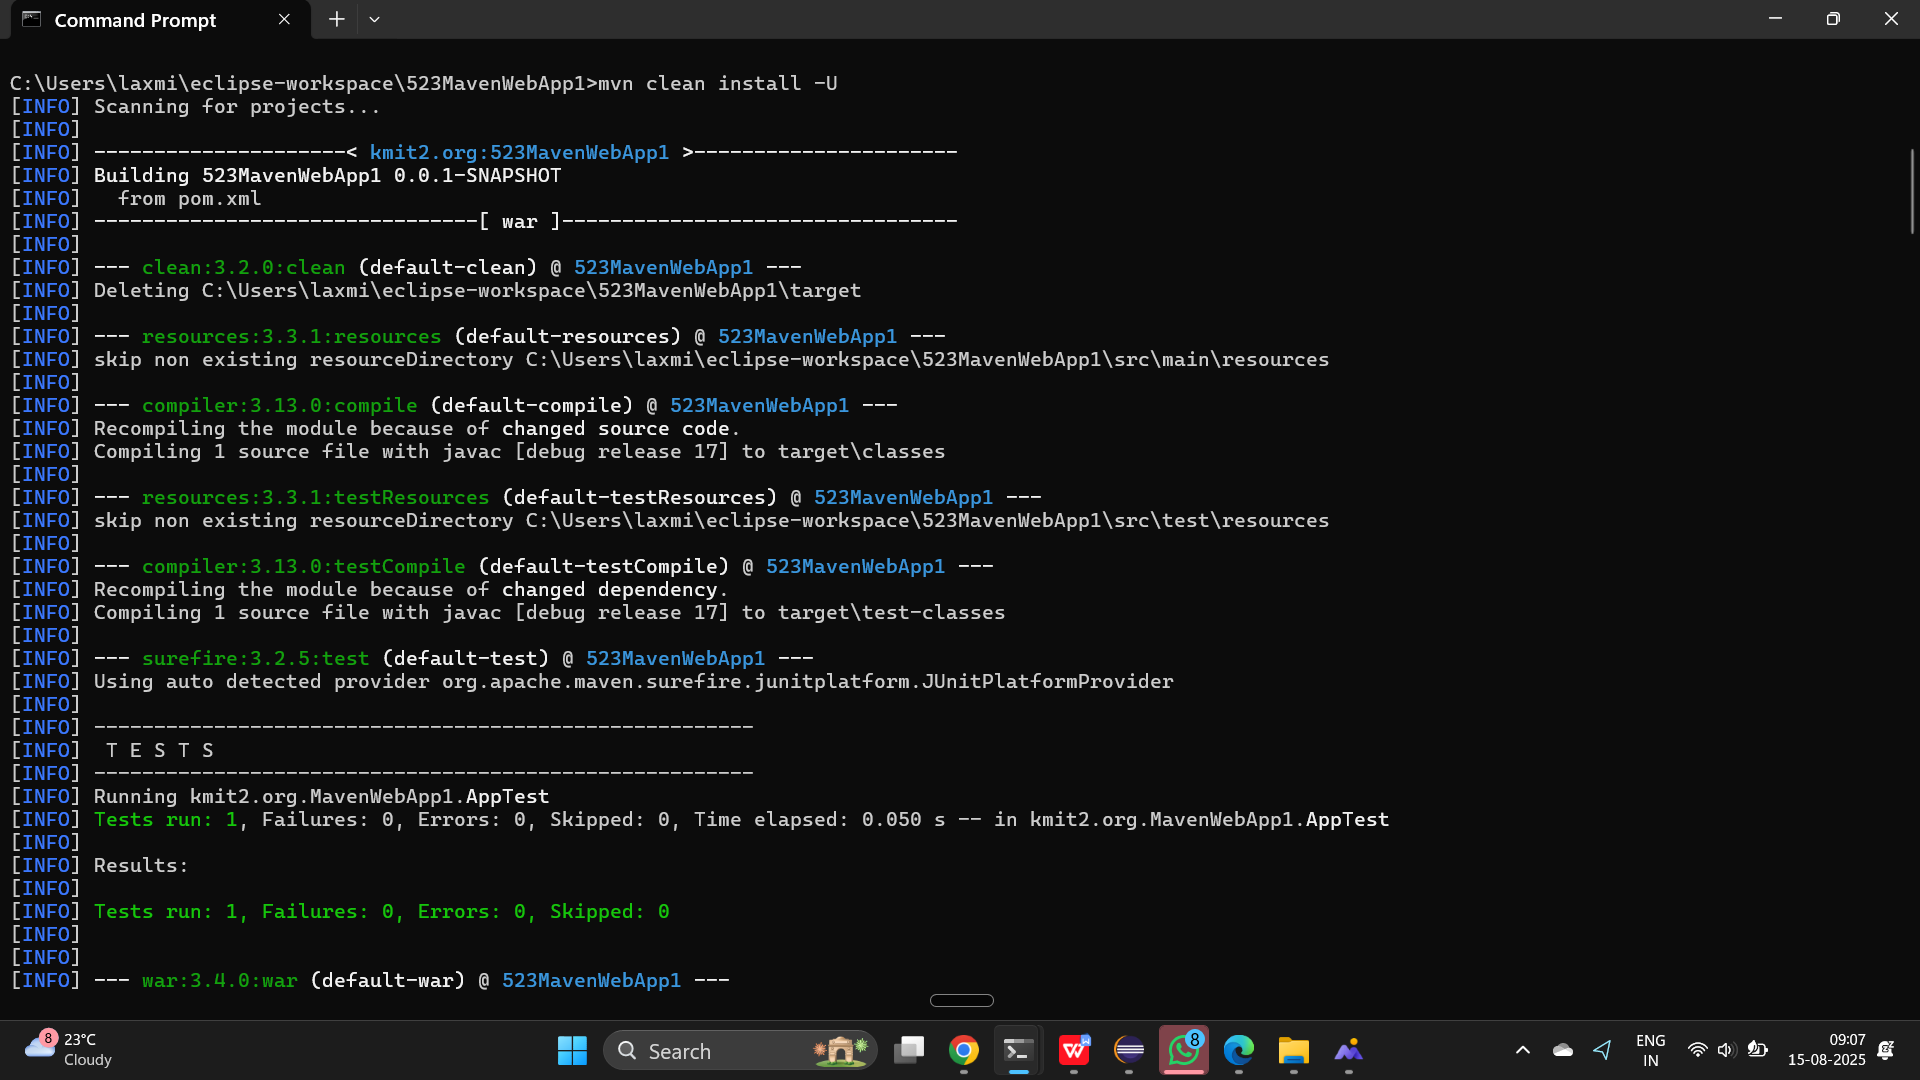 Command Prompt
C:\Users\laxmi\eclipse-workspace\523MavenWebApp1>mvn clean install -U
[INFO] Scanning for projects...
[INFO]
[INFO] ---------------------< kmit2.org:523MavenWebApp1 >----------------------
[INFO] Building 523MavenWebApp1 0.0.1-SNAPSHOT
[INFO]   from pom.xml
[INFO] --------------------------------[ war ]---------------------------------
[INFO]
[INFO] --- clean:3.2.0:clean (default-clean) @ 523MavenWebApp1 ---
[INFO] Deleting C:\Users\laxmi\eclipse-workspace\523MavenWebApp1\target
[INFO]
[INFO] --- resources:3.3.1:resources (default-resources) @ 523MavenWebApp1 ---
[INFO] skip non existing resourceDirectory C:\Users\laxmi\eclipse-workspace\523MavenWebApp1\src\main\resources
[INFO]
[INFO] --- compiler:3.13.0:compile (default-compile) @ 523MavenWebApp1 ---
[INFO] Recompiling the module because of changed source code.
[INFO] Compiling 1 source file with javac [debug release 17] to target\classes
[INFO]
[INFO] --- resources:3.3.1:testResources (default-testResources) @ 523MavenWebApp1 ---
[INFO] skip non existing resourceDirectory C:\Users\laxmi\eclipse-workspace\523MavenWebApp1\src\test\resources
[INFO]
[INFO] --- compiler:3.13.0:testCompile (default-testCompile) @ 523MavenWebApp1 ---
[INFO] Recompiling the module because of changed dependency.
[INFO] Compiling 1 source file with javac [debug release 17] to target\test-classes
[INFO]
[INFO] --- surefire:3.2.5:test (default-test) @ 523MavenWebApp1 ---
[INFO] Using auto detected provider org.apache.maven.surefire.junitplatform.JUnitPlatformProvider
[INFO]
[INFO] -------------------------------------------------------
[INFO]  T E S T S
[INFO] -------------------------------------------------------
[INFO] Running kmit2.org.MavenWebApp1.AppTest
[INFO] Tests run: 1, Failures: 0, Errors: 0, Skipped: 0, Time elapsed: 0.050 s -- in kmit2.org.MavenWebApp1.AppTest
[INFO]
[INFO] Results:
[INFO]
[INFO] Tests run: 1, Failures: 0, Errors: 0, Skipped: 0
[INFO]
[INFO]
[INFO] --- war:3.4.0:war (default-war) @ 523MavenWebApp1 ---
8
23°C
Cloudy
Search
W
8
ENG
IN
09:07
15-08-2025